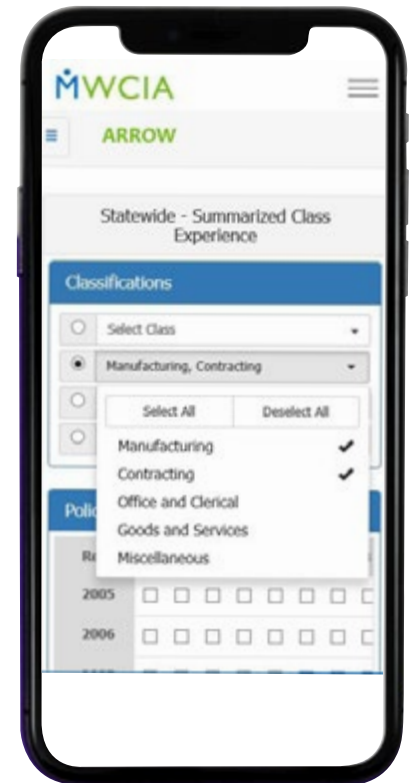 MWCIA
ARROW
Statewide - Summarized Class
Experience
Classifications
Select Class
Manufacturing, Contracting
Select All Deselect All
Manufacturing
Contracting
Office and Clerical
Goods and Services
Miscellaneous
2005
2006